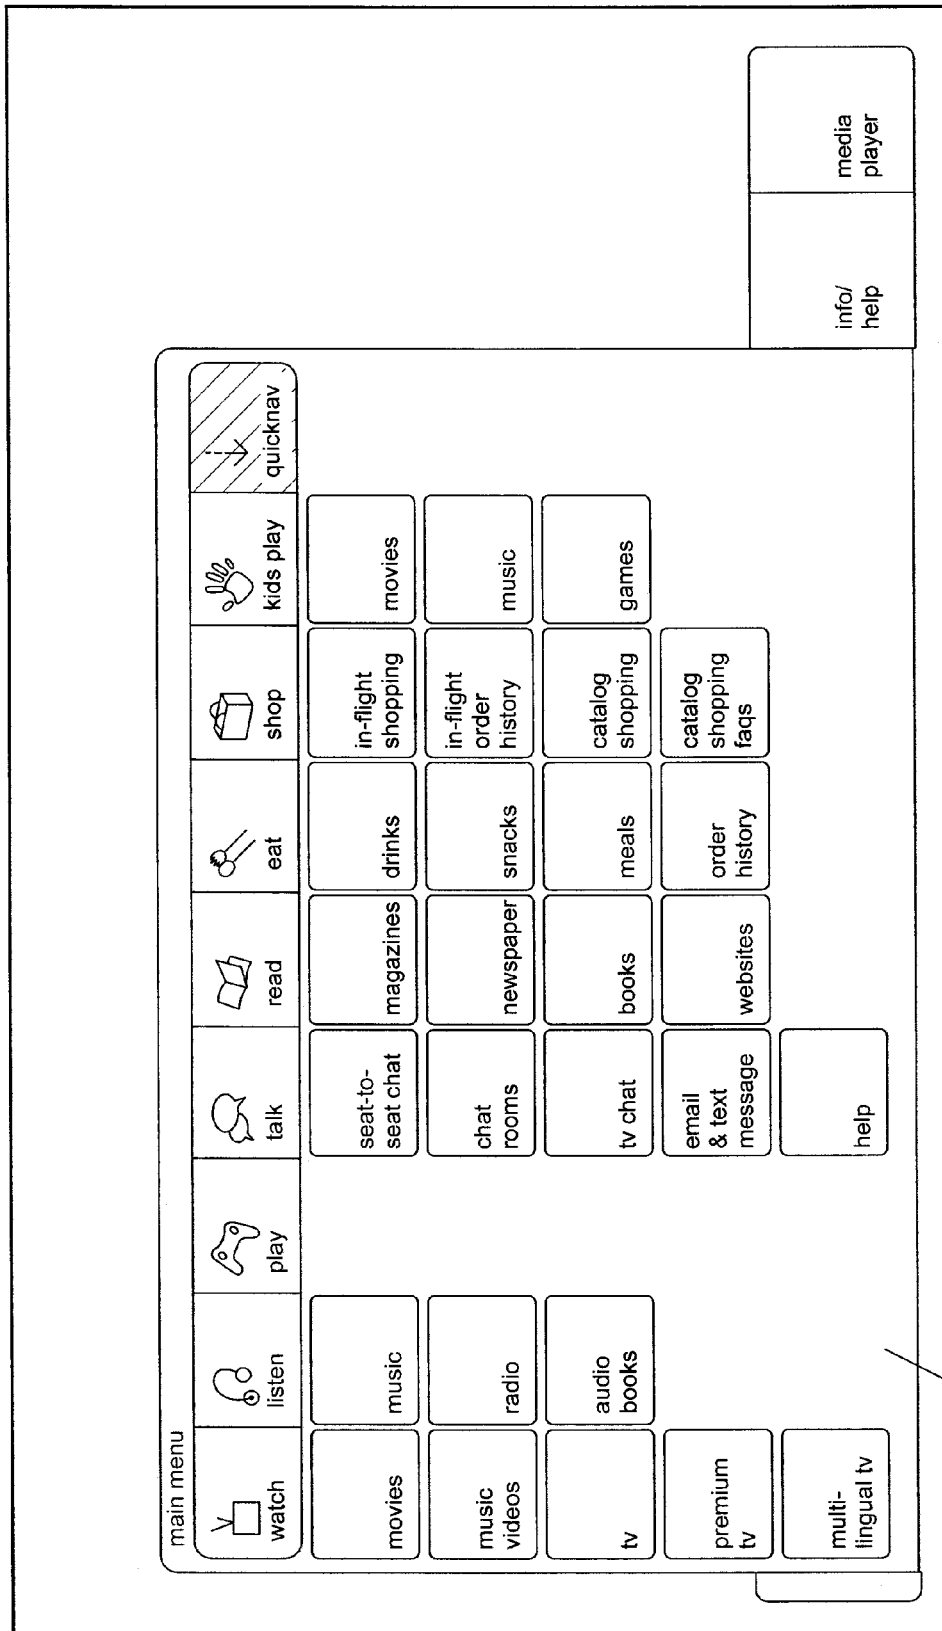 main menu
watch
listen
play
talk
read
eat
shop
kids play
quicknav
movies
music
seat-to-
seat chat
magazines
drinks
in-flight
shopping
movies
music
videos
radio
chat
rooms
newspaper
snacks
in-flight
order
history
music
tv
audio
books
tv chat
books
meals
catalog
shopping
games
premium
tv
email
& text
message
websites
order
history
catalog
shopping
faqs
multi-
lingual tv
help
info/
help
media
player